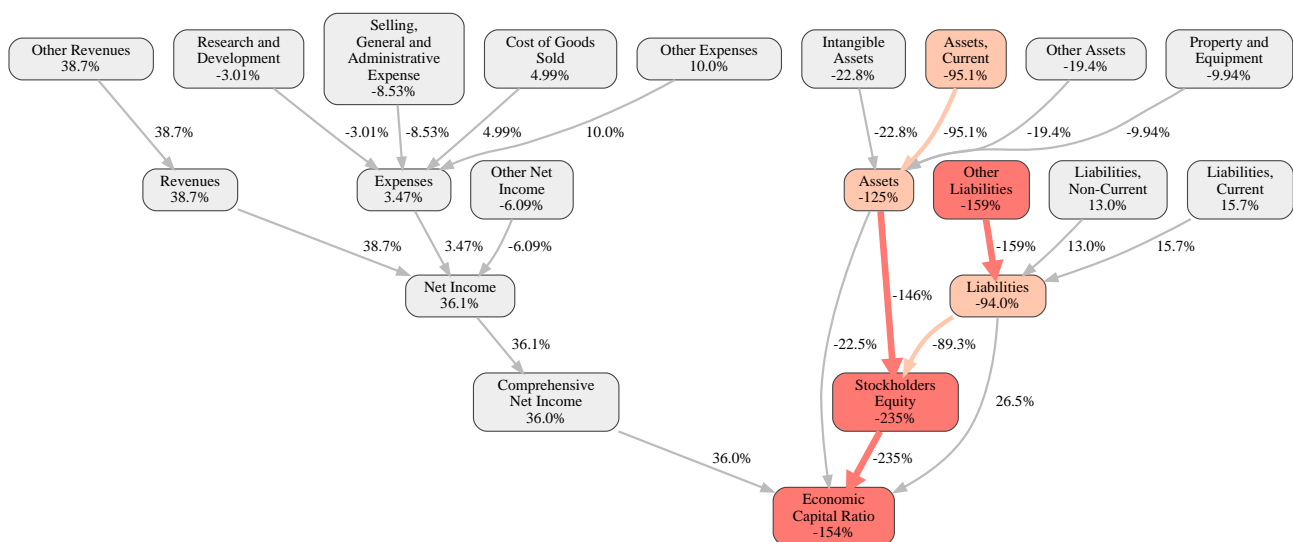 Other Revenues
38.7%
Research and
Development
-3.01%
Selling,
General and
Administrative
Expense
-8.53%
Cost of Goods
Sold
4.99%
Other Expenses
10.0%
Intangible
Assets
-22.8%
Assets,
Current
-95.1%
Other Assets
-19.4%
Property and
Equipment
-9.94%
38.7%
-3.01%
-8.53%
4.99%
10.0%
-22.8%
-95.1%
-19.4%
-9.94%
Revenues
38.7%
Expenses
3.47%
Other Net
Income
-6.09%
Assets
-125%
Other
Liabilities
-159%
Liabilities,
Non-Current
13.0%
Liabilities,
Current
15.7%
38.7%
3.47%
-6.09%
-159%
13.0%
15.7%
Net Income
36.1%
-146%
Liabilities
-94.0%
36.1%
-22.5%
-89.3%
Comprehensive
Net Income
36.0%
Stockholders
Equity
-235%
26.5%
36.0%
-235%
Economic
Capital Ratio
-154%